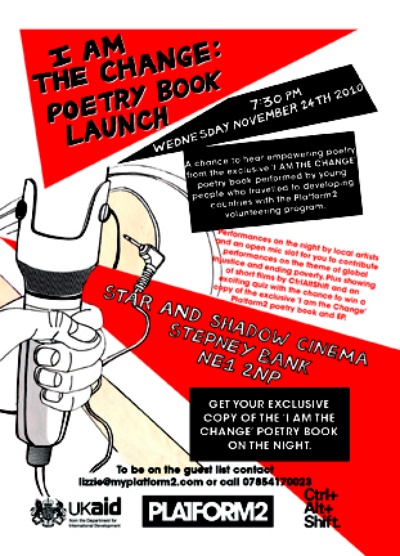 I AM
THE CHANGE:
POETRY BOOK
LAUNCH
7:30 PM
WEDNESDAY NOVEMBER 24TH 2010
A chance to hear empowering poetry
from the exclusive 'I AM THE CHANGE'
poetry book performed by young
people who travelled to developing
countries with the Platform2
volunteering program.
Performances on the night by local artists
and an open mic slot for you to contribute
performances on the theme of global
injustice and ending poverty. Plus showing
of short films by CtrlAltShift and an
exciting quiz with the chance to win a
copy of the exclusive 'I am the Change'
Platform2 poetry book and EP.
STAR AND SHADOW CINEMA
STEPNEY BANK
NE1 2NP
GET YOUR EXCLUSIVE
COPY OF THE 'I AM THE
CHANGE' POETRY BOOK
ON THE NIGHT.
To be on the guest list contact
lizzie@myplatform2.com or call 07854170023
UKaid
from the Department for
International Development
PLATFORM2
Ctrl+
Alt+
Shift.